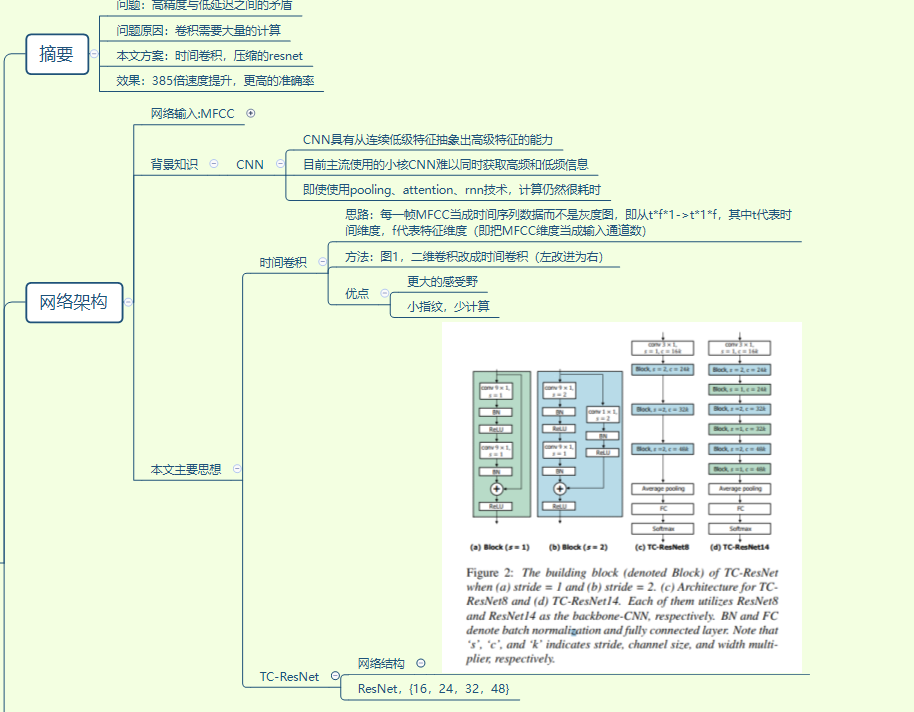 问题：高精度与低延迟之间的矛盾
问题原因：卷积需要大量的计算
摘要
本文方案：时间卷积，压缩的resnet
效果：385倍速度提升，更高的准确率
网络输入:MFCC
CNN具有从连续低级特征抽象出高级特征的能力
背景知识
CNN
目前主流使用的小核CNN难以同时获取高频和低频信息
即使使用pooling、attention、rnn技术，计算仍然很耗时
思路：每一帧MFCC当成时间序列数据而不是灰度图，即从t*f*1->t*1*f，其中t代表时
间维度，f代表特征维度（即把MFCC维度当成输入通道数）
时间卷积
方法：图1，二维卷积改成时间卷积（左改进为右）
更大的感受野
优点
小指纹，少计算
网络架构
本文主要思想
conv 9 × 1,
s = 1
BN
ReLU
conv 9 × 1,
s = 1
BN
+
ReLU
(a) Block (s = 1)
conv 9 × 1,
s = 2
BN
ReLU
conv 9 × 1,
s = 1
BN
+
ReLU
conv 1 × 1,
s = 2
BN
ReLU
(b) Block (s = 2)
conv 3 × 1,
s = 1, c = 16k
Block, s = 2, c = 24k
Block, s =2, c = 32k
Block, s =2, c = 48k
Average pooling
FC
Softmax
(c) TC-ResNet8
conv 3 × 1,
s = 1, c = 16k
Block, s = 2, c = 24k
Block, s = 1, c = 24k
Block, s =2, c = 32k
Block, s =1, c = 32k
Block, s =2, c = 48k
Block, s =1, c = 48k
Average pooling
FC
Softmax
(d) TC-ResNet14
Figure 2: The building block (denoted Block) of TC-ResNet
when (a) stride = 1 and (b) stride = 2. (c) Architecture for TC-
ResNet8 and (d) TC-ResNet14. Each of them utilizes ResNet8
and ResNet14 as the backbone-CNN, respectively. BN and FC
denote batch normalization and fully connected layer. Note that
‘s’, ‘c’, and ‘k’ indicates stride, channel size, and width multi-
plier, respectively.
网络结构
TC-ResNet
ResNet，{16，24，32，48}